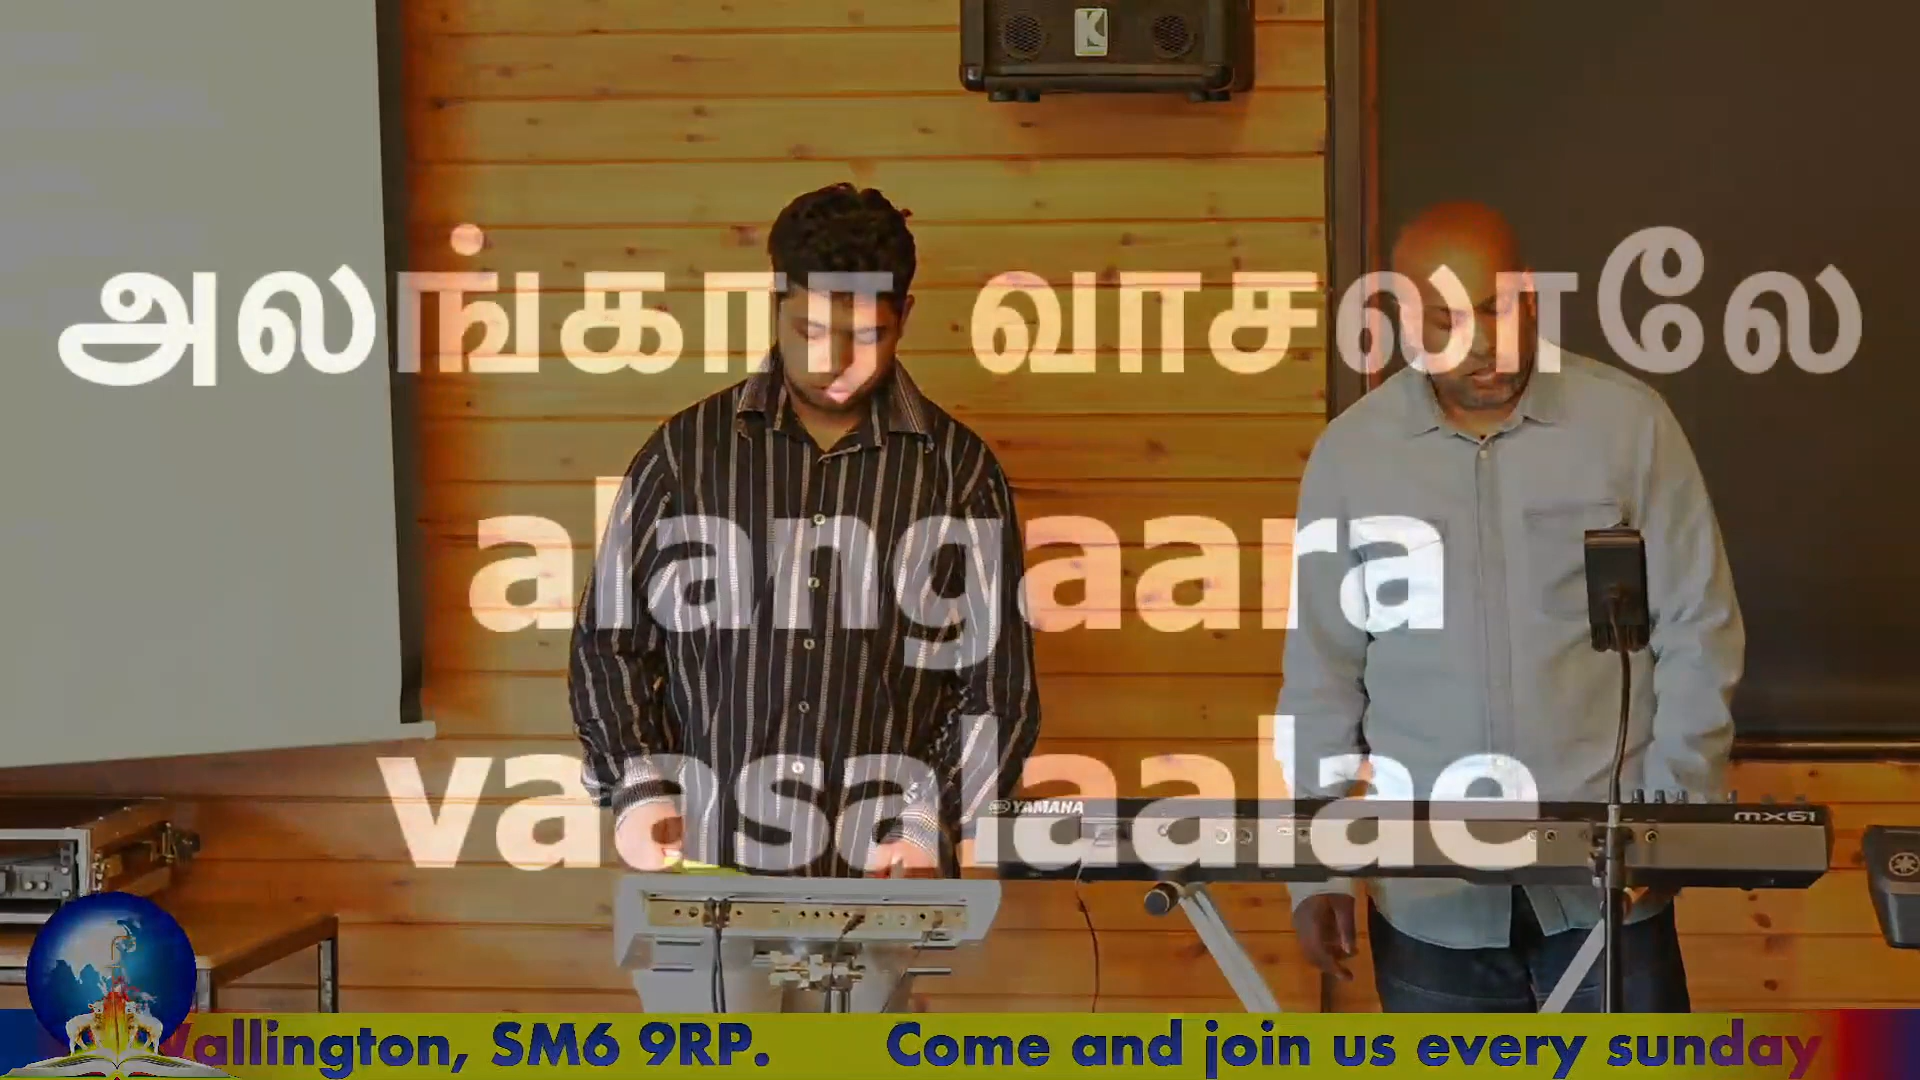 அலங்கார வாசலாலே
alangaara
vaasalaalae
YAMAHA
MX61
Wallington, SM6 9RP. Come and join us every sunday